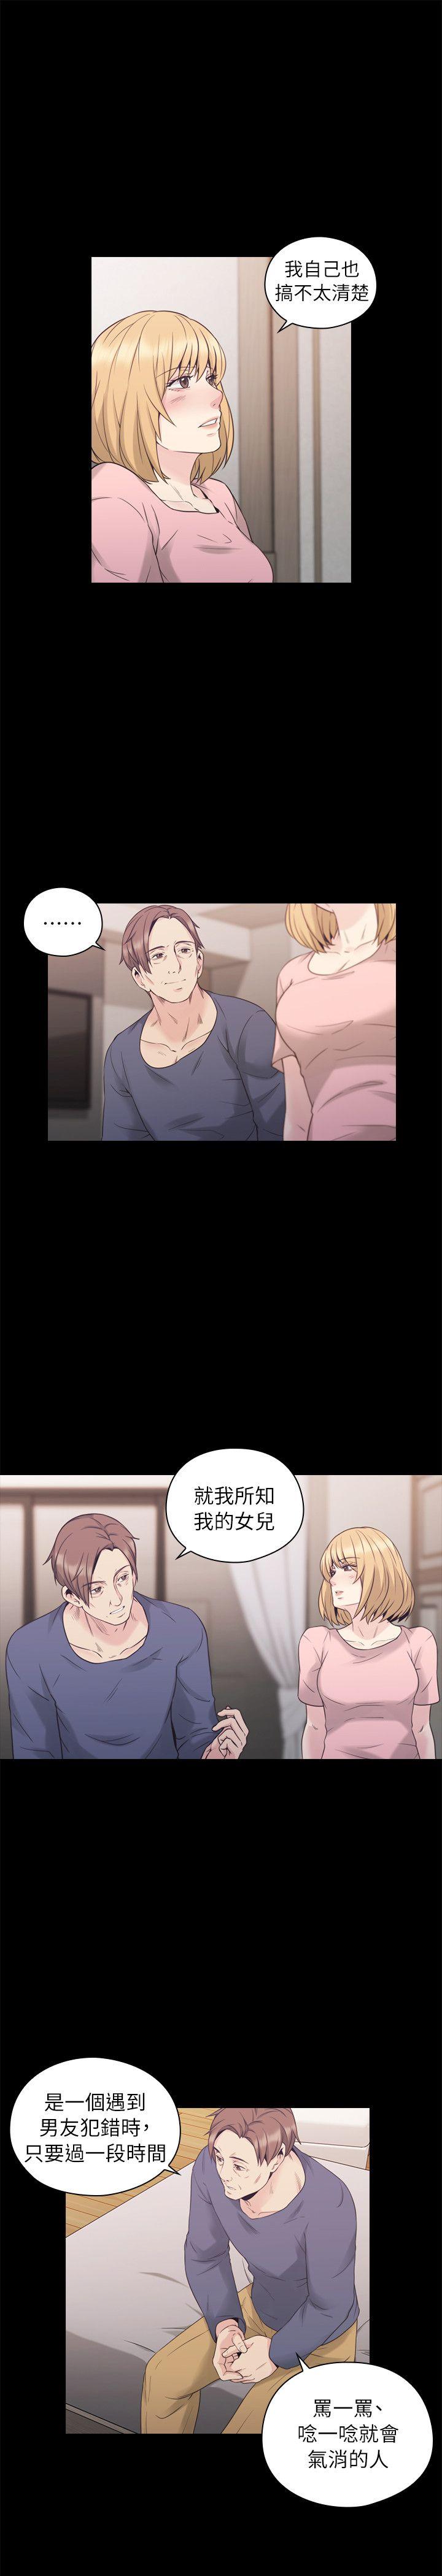 我自己也
搞不太清楚
……
就我所知
我的女兒
是一個遇到
男友犯錯時,
只要過一段時間
罵一罵、
唸一唸就會
氣消的人